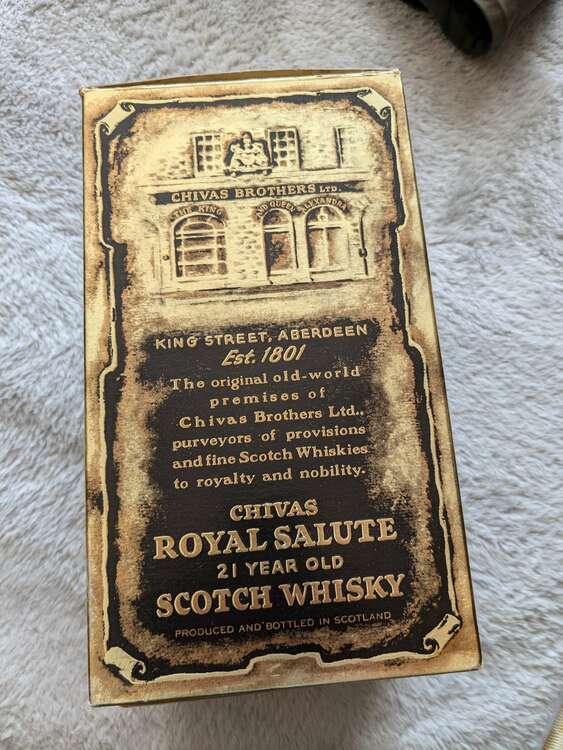 CHIVAS BROTHERS LTD.
THE KING AND QUEEN ALEXANDRA
KING STREET, ABERDEEN
Est. 1801
The original old-world
premises of
Chivas Brothers Ltd.,
purveyors of provisions
and fine Scotch Whiskies
to royalty and nobility.
CHIVAS
ROYAL SALUTE
21 YEAR OLD
SCOTCH WHISKY
PRODUCED AND BOTTLED IN SCOTLAND